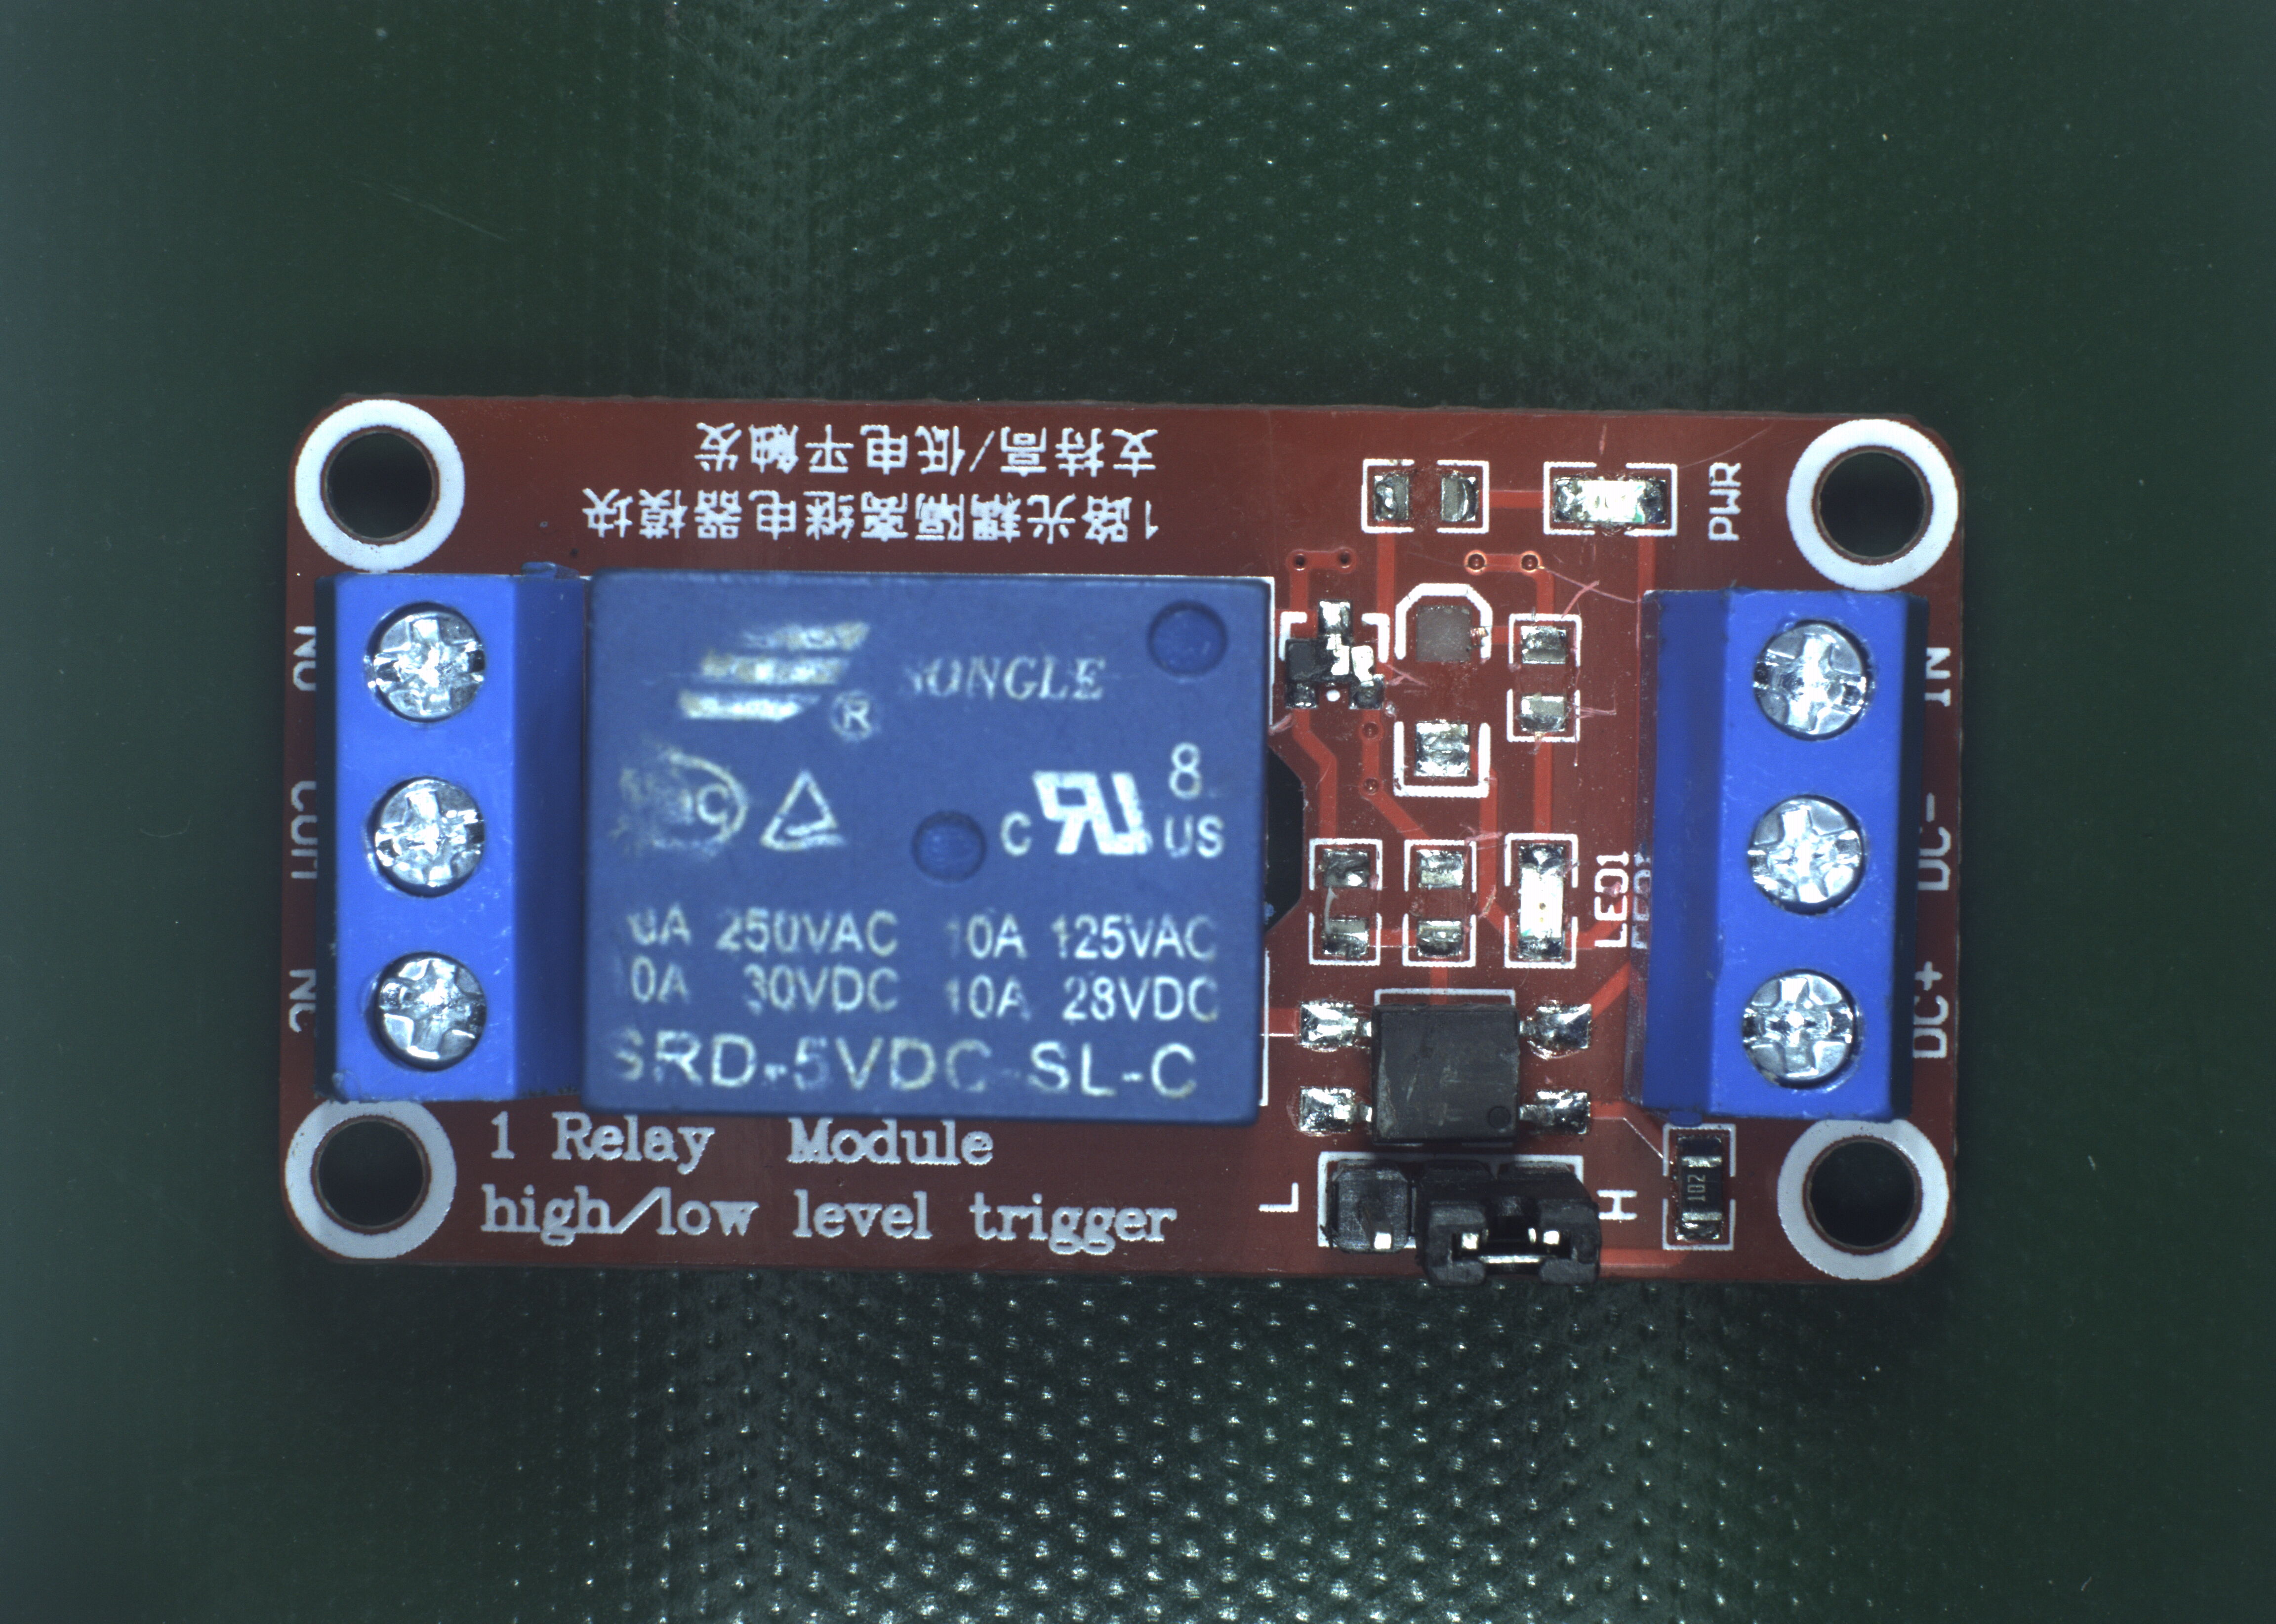 支持高/低电平触发
1路光耦隔离继电器模块
PWR
NO
COM
NC
®
SONGLE
8
c US
250VAC 10A 125VAC
30VDC 10A 28VDC
SRD-5VDC-SL-C
LED1
IN
DC-
DC+
1 Relay Module
high/low level trigger
L
H
102